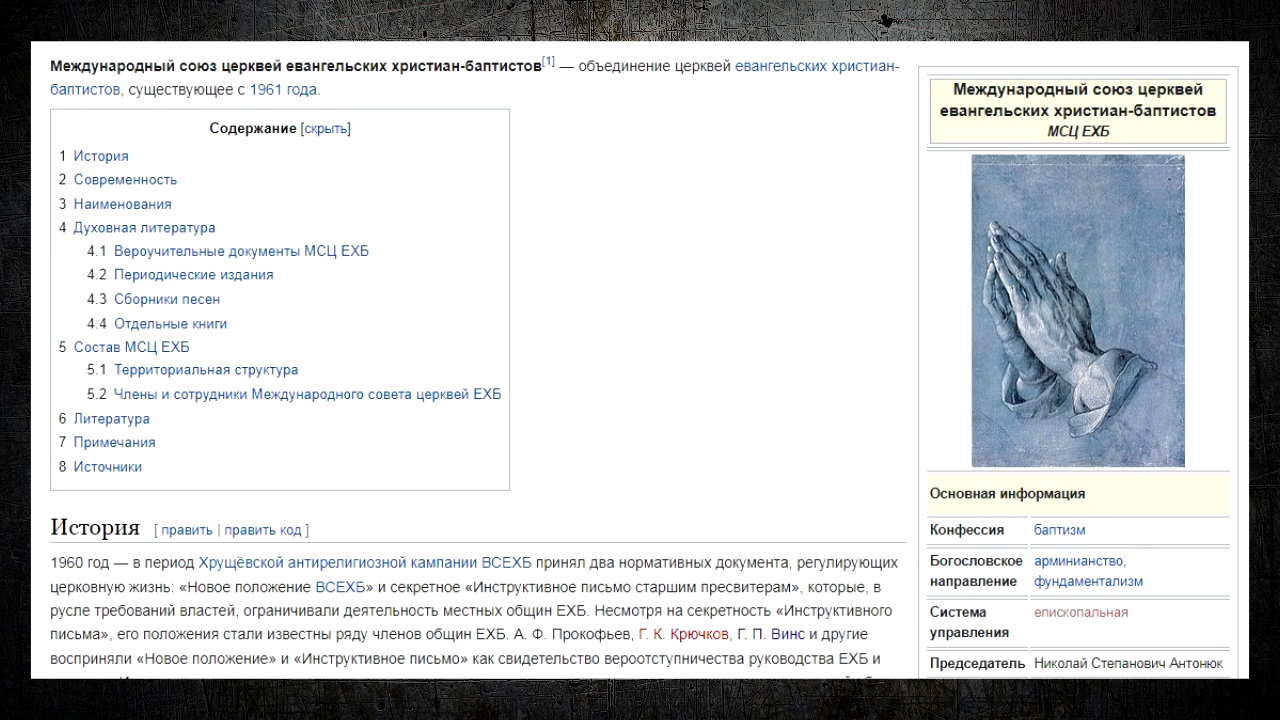 Международный союз церквей евангельских христиан-баптистов[1] — объединение церквей евангельских христиан-
баптистов, существующее с 1961 года.
Содержание [скрыть]
1 История
2 Современность
3 Наименования
4 Духовная литература
4.1 Вероучительные документы МСЦ ЕХБ
4.2 Периодические издания
4.3 Сборники песен
4.4 Отдельные книги
5 Состав МСЦ ЕХБ
5.1 Территориальная структура
5.2 Члены и сотрудники Международного совета церквей ЕХБ
6 Литература
7 Примечания
8 Источники
История [ править | править код ]
1960 год — в период Хрущёвской антирелигиозной кампании ВСЕХБ принял два нормативных документа, регулирующих
церковную жизнь: «Новое положение ВСЕХБ» и секретное «Инструктивное письмо старшим пресвитерам», которые, в
русле требований властей, ограничивали деятельность местных общин ЕХБ. Несмотря на секретность «Инструктивного
письма», его положения стали известны ряду членов общин ЕХБ. А. Ф. Прокофьев, Г. К. Крючков, Г. П. Винс и другие
восприняли «Новое положение» и «Инструктивное письмо» как свидетельство вероотступничества руководства ЕХБ и
Международный союз церквей
евангельских христиан-баптистов
МСЦ ЕХБ
Основная информация
Конфессия баптизм
Богословское арминианство,
направление фундаментализм
Система епископальная
управления
Председатель Николай Степанович Антонюк